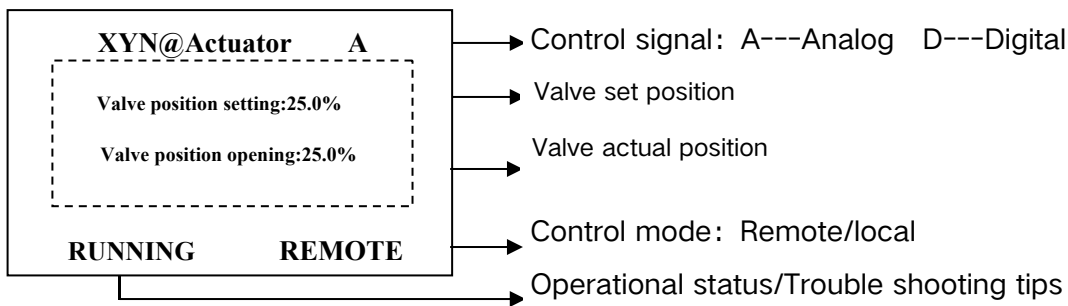 XYN@Actuator A
Control signal: A---Analog D---Digital
Valve position setting:25.0%
Valve set position
Valve position opening:25.0%
Valve actual position
RUNNING REMOTE
Control mode: Remote/local
Operational status/Trouble shooting tips